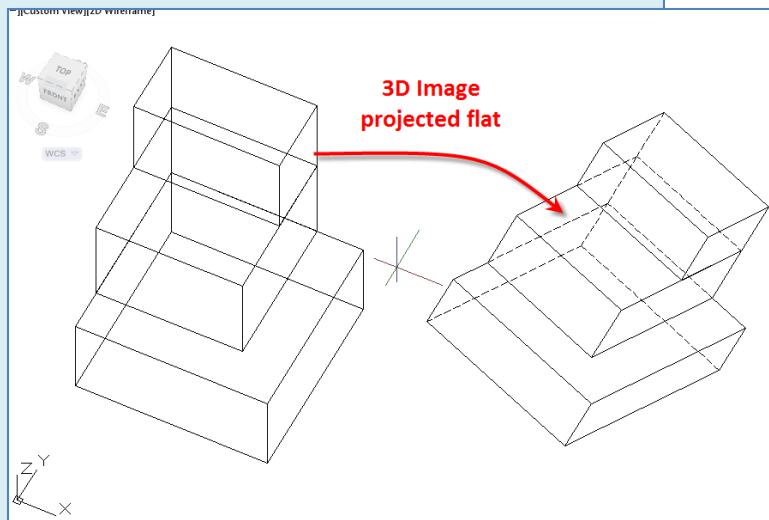 -][Custom View][2D Wireframe]
TOP
FRONT
W
S
E
WCS
3D Image
projected flat
Z
Y
X